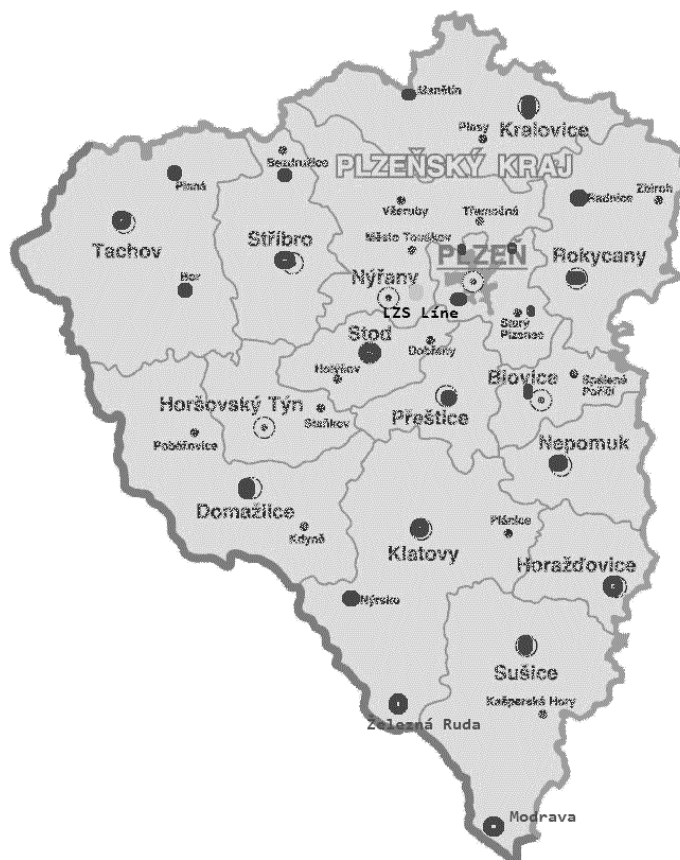 Manětín
Kralovice
Plasy
Bezdružice
PLZEŇSKÝ KRAJ
Planá
Radnice
Zbiroh
Všeruby
Třemošná
Tachov
Stříbro
Město Touškov
PLZEŇ
Rokycany
Nýřany
Bor
LZS Líně
Starý
Plzenec
Stod
Dobřany
Holýšov
Blovice
Spálené
Poříčí
Horšovský Týn
Staňkov
Přeštice
Poběžovice
Nepomuk
Domažlice
Kdyně
Plánice
Klatovy
Horažďovice
Nýrsko
Sušice
Kašperské Hory
Železná Ruda
Modrava